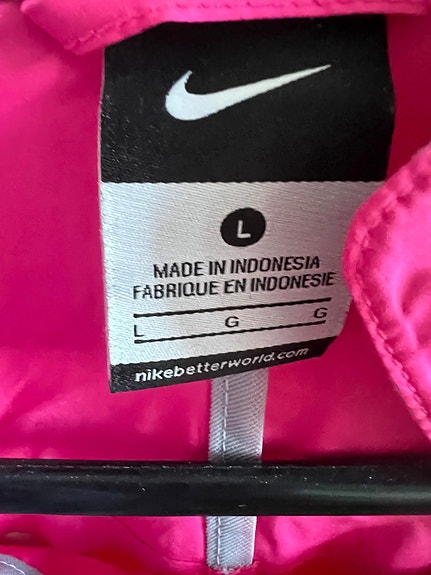 L
MADE IN INDONESIA
FABRIQUE EN INDONESIE
L G G
nikebetterworld.com